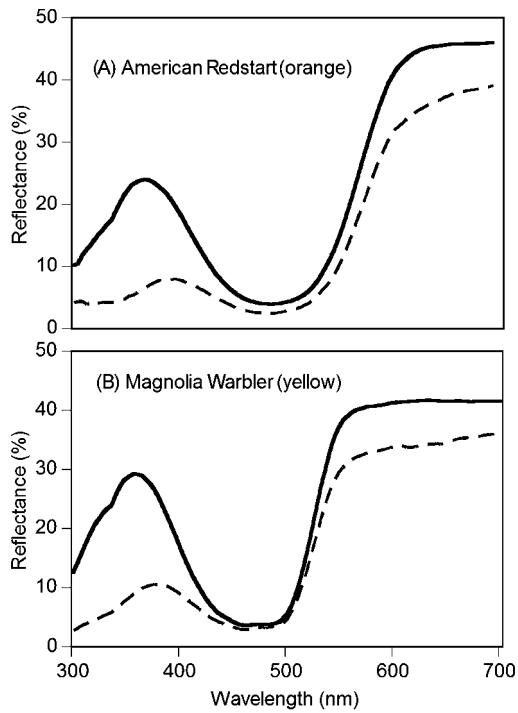 50
(A) American Redstart (orange)
40
30
20
10
0
Reflectance (%)
50
(B) Magnolia Warbler (yellow)
40
30
20
10
0
Reflectance (%)
300 400 500 600 700
Wavelength (nm)